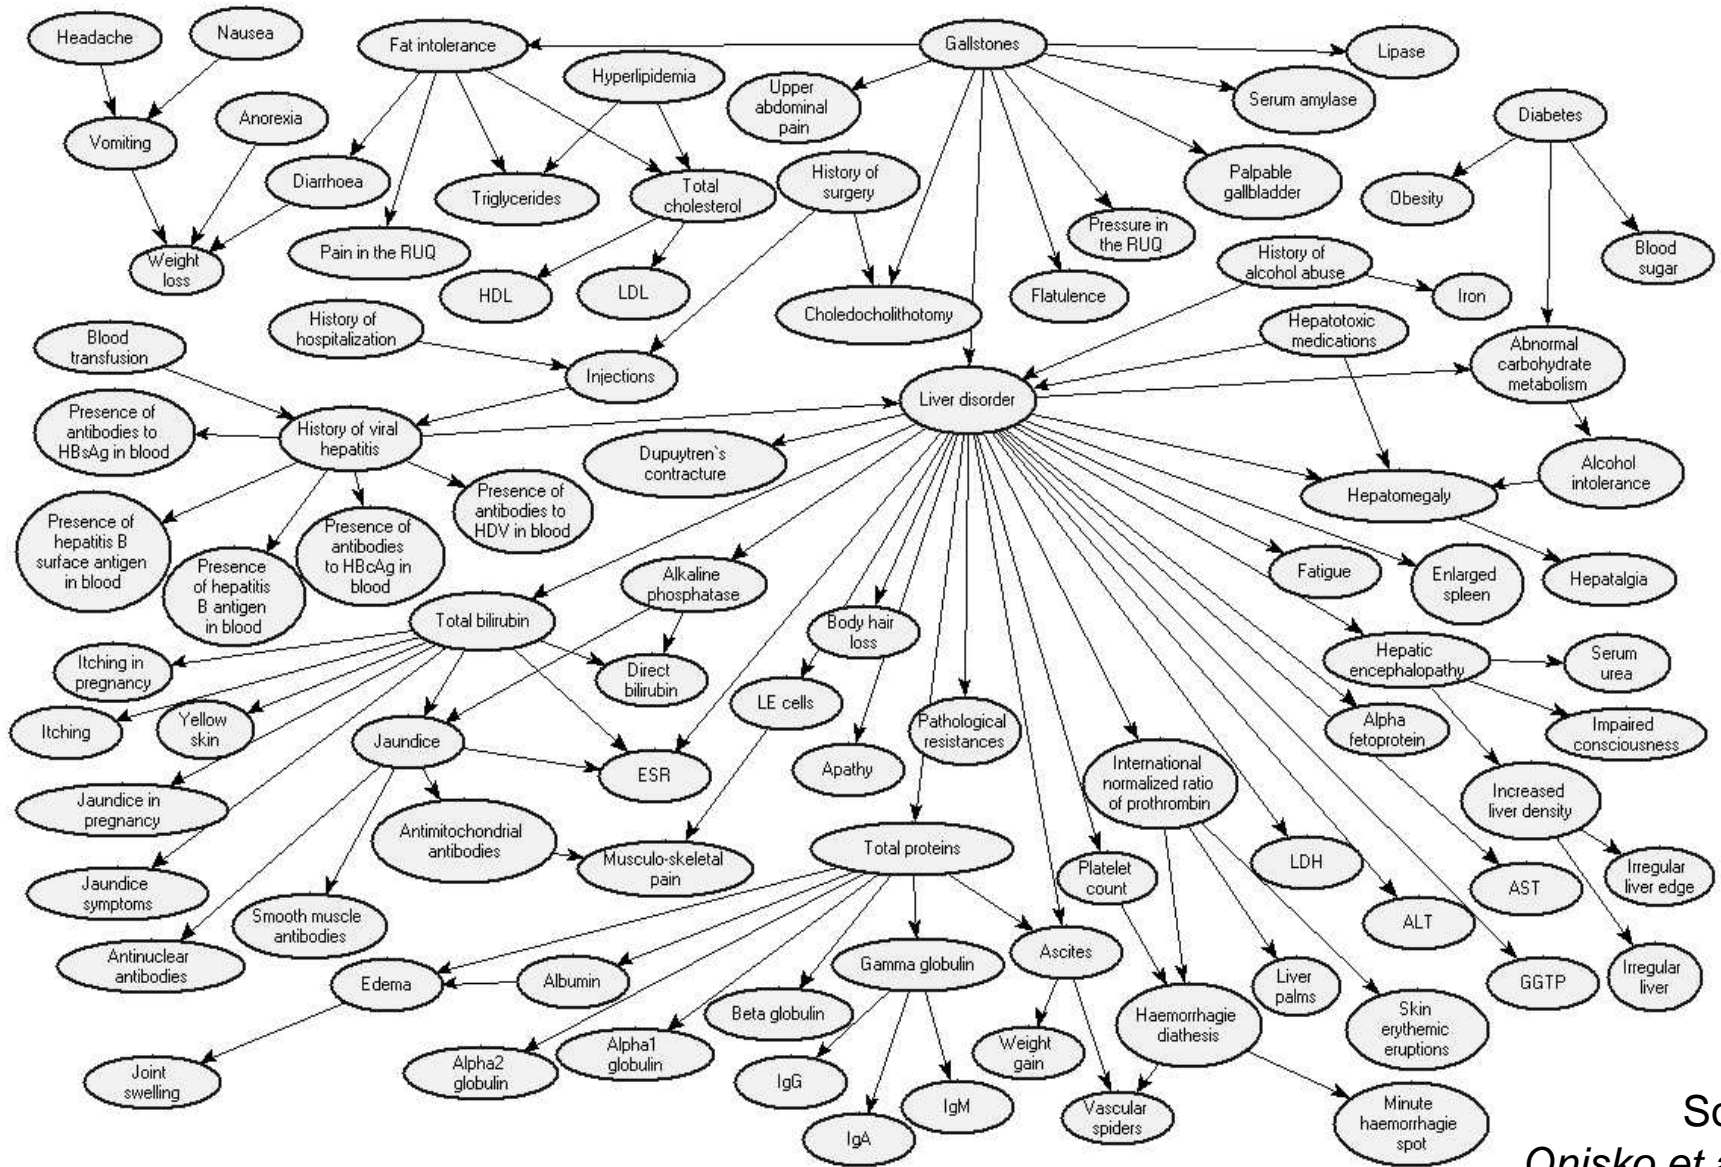 Headache
Nausea
Fat intolerance
Gallstones
Lipase
Hyperlipidemia
Upper
abdominal
pain
Serum amylase
Diabetes
Anorexia
Vomiting
Diarrhoea
Triglycerides
Total
cholesterol
History of
surgery
Palpable
gallbladder
Obesity
Pain in the RUQ
Pressure in
the RUQ
Weight
loss
HDL
LDL
Flatulence
History of
alcohol abuse
Blood
sugar
Iron
Choledocholithotomy
History of
hospitalization
Hepatotoxic
medications
Blood
transfusion
Injections
Abnormal
carbohydrate
metabolism
Liver disorder
Presence of
antibodies to
HBsAg in blood
History of viral
hepatitis
Dupuytren`s
contracture
Alcohol
intolerance
Hepatomegaly
Presence of
antibodies to
HDV in blood
Presence of
hepatitis B
surface antigen
in blood
Presence
of hepatitis
B antigen
in blood
Presence of
antibodies
to HBcAg in
blood
Alkaline
phosphatase
Fatigue
Enlarged
spleen
Hepatalgia
Total bilirubin
Body hair
loss
Hepatic
encephalopathy
Serum
urea
Itching in
pregnancy
Direct
bilirubin
LE cells
Itching
Yellow
skin
Jaundice
Pathological
resistances
Alpha
fetoprotein
Impaired
consciousness
ESR
Apathy
International
normalized ratio
of prothrombin
Increased
liver density
Jaundice in
pregnancy
Antimitochondrial
antibodies
Total proteins
Musculo-skeletal
pain
Platelet
count
LDH
Irregular
liver edge
AST
Jaundice
symptoms
Smooth muscle
antibodies
ALT
Antinuclear
antibodies
Edema
Albumin
Gamma globulin
Ascites
Liver
palms
GGTP
Irregular
liver
Beta globulin
Haemorrhagie
diathesis
Skin
erythemic
eruptions
Alpha2
globulin
Alpha1
globulin
Weight
gain
Joint
swelling
IgG
IgM
IgA
Vascular
spiders
Minute
haemorrhagie
spot
So
Onisko et